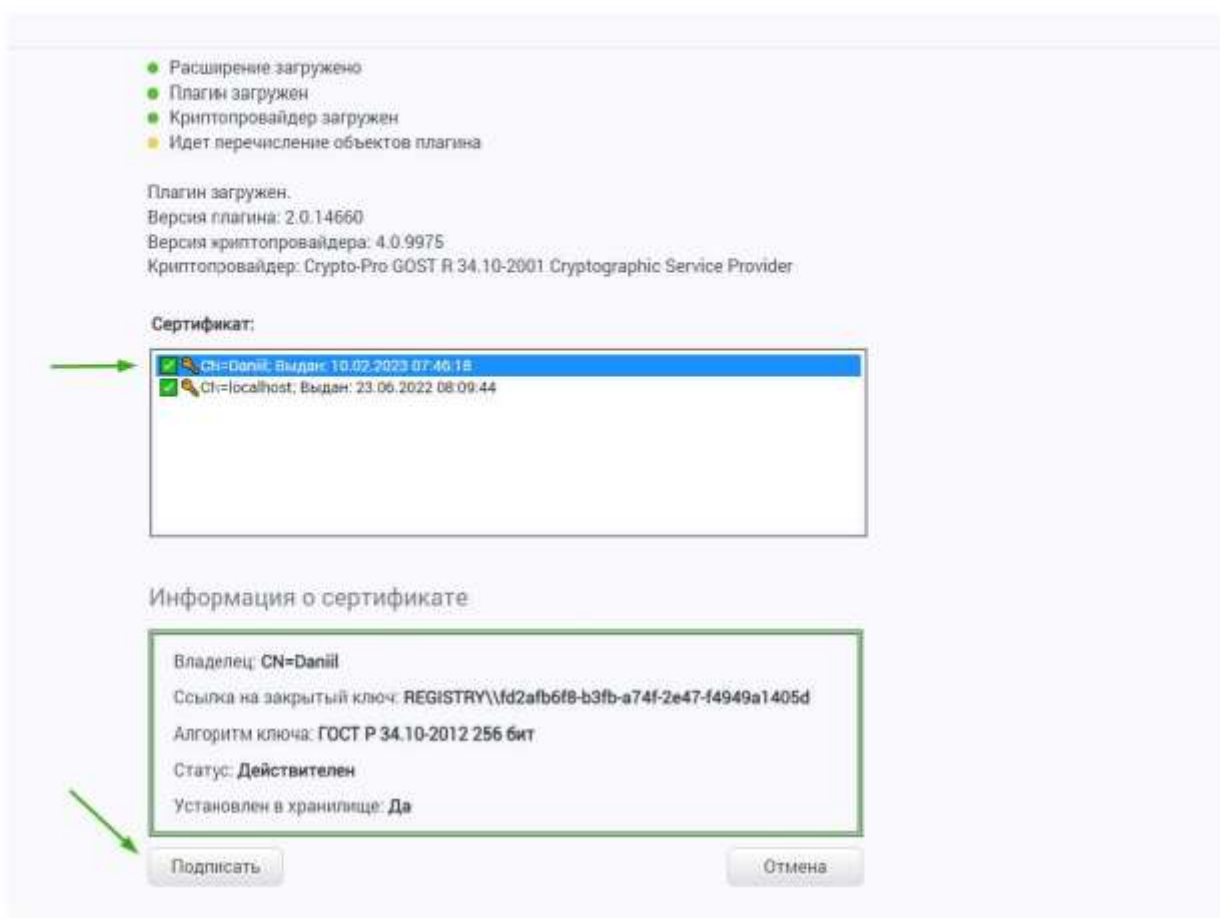 Расширение загружено
Плагин загружен
Криптопровайдер загружен
Идет перечисление объектов плагина
Плагин загружен.
Версия плагина: 2.0.14660
Версия криптопровайдера: 4.0.9975
Криптопровайдер: Crypto-Pro GOST R 34.10-2001 Cryptographic Service Provider
Сертификат:
CN=Daniil; Выдан: 10.02.2023 07:46:18
CN=localhost; Выдан: 23.06.2022 08:09:44
Информация о сертификате
Владелец: CN=Daniil
Ссылка на закрытый ключ: REGISTRY\\fd2afb6f8-b3fb-a74f-2e47-f4949a1405d
Алгоритм ключа: ГОСТ Р 34.10-2012 256 бит
Статус: Действителен
Установлен в хранилище: Да
Подписать Отмена